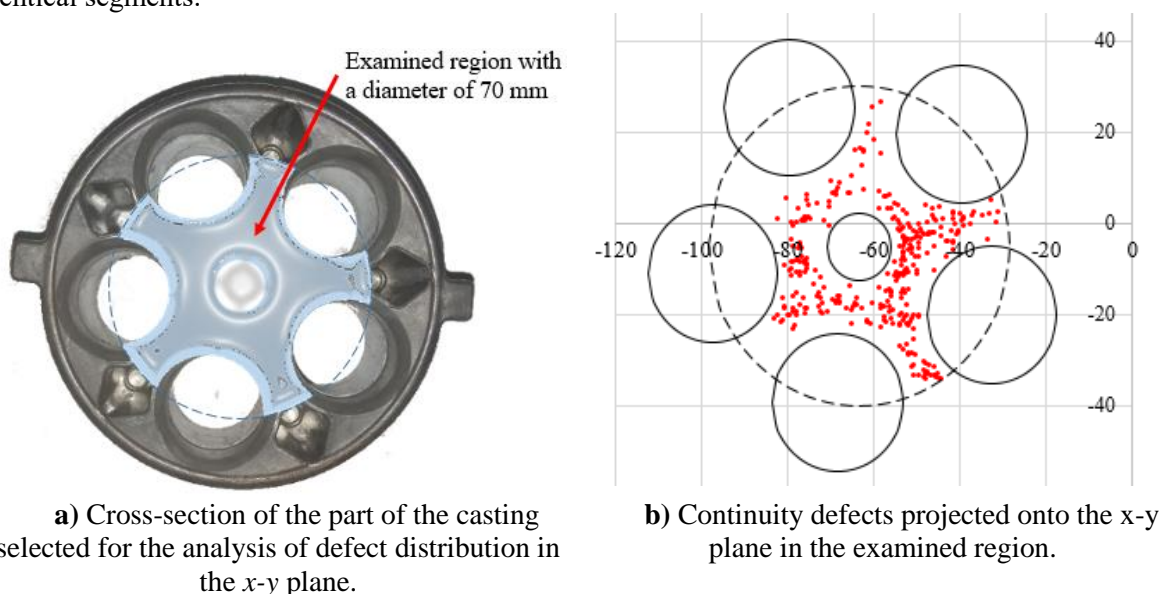 entical segments.
Examined region with
a diameter of 70 mm
40
20
0
-120 -100 -80 -60 -40 -20 0
-20
-40
a) Cross-section of the part of the casting
selected for the analysis of defect distribution in
the x-y plane.
b) Continuity defects projected onto the x-y
plane in the examined region.